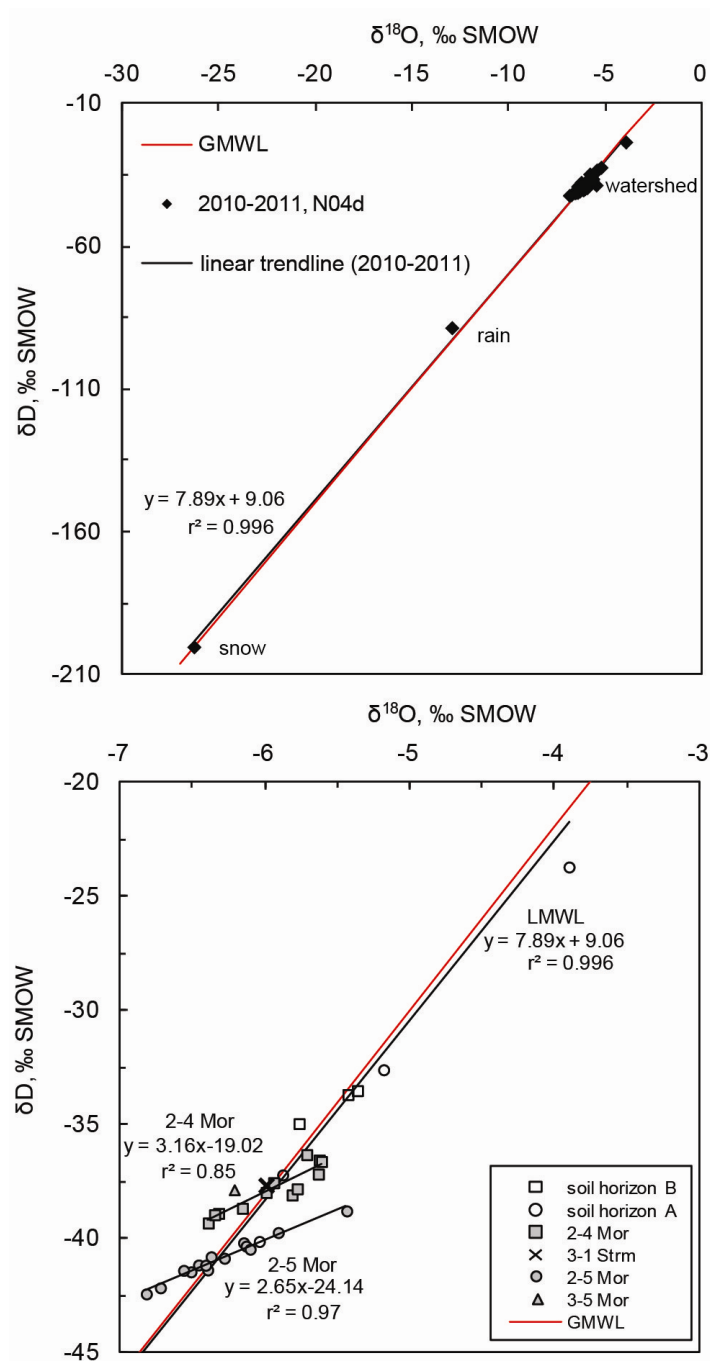 δ¹⁸O, ‰ SMOW
-30 -25 -20 -15 -10 -5 0
-10
-60
-110
-160
-210
δD, ‰ SMOW
GMWL
2010-2011, N04d
linear trendline (2010-2011)
watershed
rain
y = 7.89x + 9.06
r² = 0.996
snow
δ¹⁸O, ‰ SMOW
-7 -6 -5 -4 -3
-20
-25
-30
-35
-40
-45
δD, ‰ SMOW
LMWL
y = 7.89x + 9.06
r² = 0.996
2-4 Mor
y = 3.16x-19.02
r² = 0.85
2-5 Mor
y = 2.65x-24.14
r² = 0.97
soil horizon B
soil horizon A
2-4 Mor
3-1 Strm
2-5 Mor
3-5 Mor
GMWL